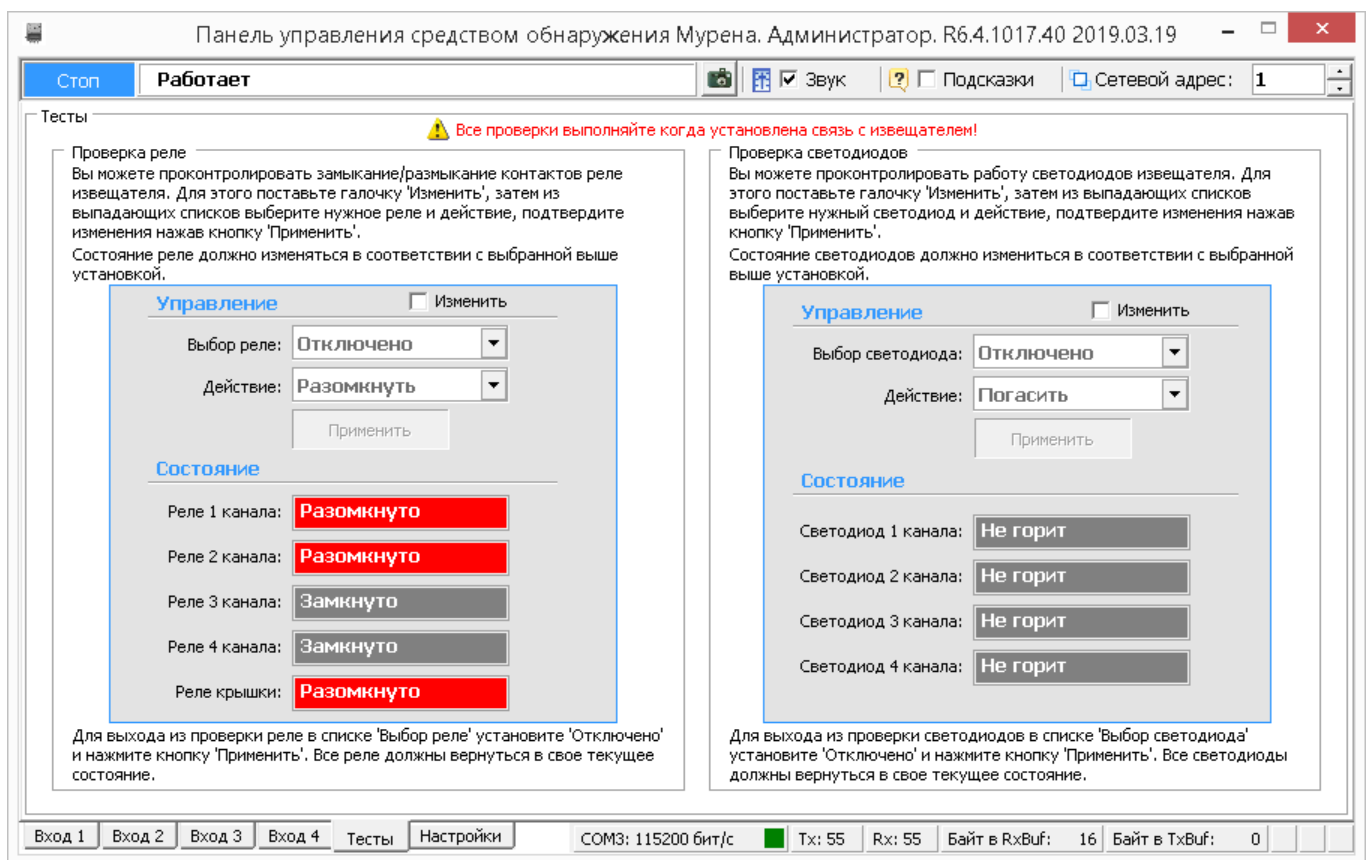 Панель управления средством обнаружения Мурена. Администратор. R6.4.1017.40 2019.03.19
Стоп
Работает
Звук
Подсказки
Сетевой адрес:
1
Тесты
Все проверки выполняйте когда установлена связь с извещателем!
Проверка реле
Вы можете проконтролировать замыкание/размыкание контактов реле
извещателя. Для этого поставьте галочку 'Изменить', затем из
выпадающих списков выберите нужное реле и действие, подтвердите
изменения нажав кнопку 'Применить'.
Состояние реле должно изменяться в соответствии с выбранной выше
установкой.
Управление
Изменить
Выбор реле: Отключено
Действие: Разомкнуть
Применить
Состояние
Реле 1 канала: Разомкнуто
Реле 2 канала: Разомкнуто
Реле 3 канала: Замкнуто
Реле 4 канала: Замкнуто
Реле крышки: Разомкнуто
Для выхода из проверки реле в списке 'Выбор реле' установите 'Отключено'
и нажмите кнопку 'Применить'. Все реле должны вернуться в свое текущее
состояние.
Проверка светодиодов
Вы можете проконтролировать работу светодиодов извещателя. Для
этого поставьте галочку 'Изменить', затем из выпадающих списков
выберите нужный светодиод и действие, подтвердите изменения нажав
кнопку 'Применить'.
Состояние светодиодов должно измениться в соответствии с выбранной
выше установкой.
Управление
Изменить
Выбор светодиода: Отключено
Действие: Погасить
Применить
Состояние
Светодиод 1 канала: Не горит
Светодиод 2 канала: Не горит
Светодиод 3 канала: Не горит
Светодиод 4 канала: Не горит
Для выхода из проверки светодиодов в списке 'Выбор светодиода'
установите 'Отключено' и нажмите кнопку 'Применить'. Все светодиоды
должны вернуться в свое текущее состояние.
Вход 1
Вход 2
Вход 3
Вход 4
Тесты
Настройки
COM3: 115200 бит/с
Tx: 55
Rx: 55
Байт в RxBuf: 16
Байт в TxBuf: 0